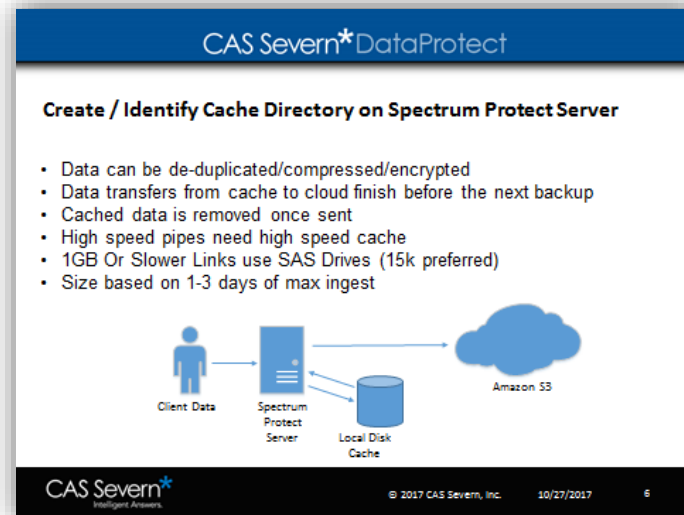 CAS Severn* DataProtect
Create / Identify Cache Directory on Spectrum Protect Server
• Data can be de-duplicated/compressed/encrypted
• Data transfers from cache to cloud finish before the next backup
• Cached data is removed once sent
• High speed pipes need high speed cache
• 1GB Or Slower Links use SAS Drives (15k preferred)
• Size based on 1-3 days of max ingest
Client Data
Spectrum
Protect
Server
Local Disk
Cache
Amazon S3
CAS Severn*
Intelligent Answers.
© 2017 CAS Severn, Inc.
10/27/2017
6